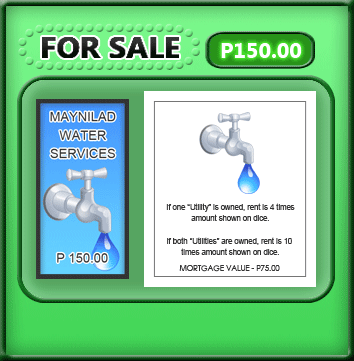 FOR SALE P150.00
MAYNILAD
WATER
SERVICES
P 150.00
If one "Utility" is owned, rent is 4 times
amount shown on dice.
If both "Utilities" are owned, rent is 10
times amount shown on dice.
MORTGAGE VALUE - P75.00